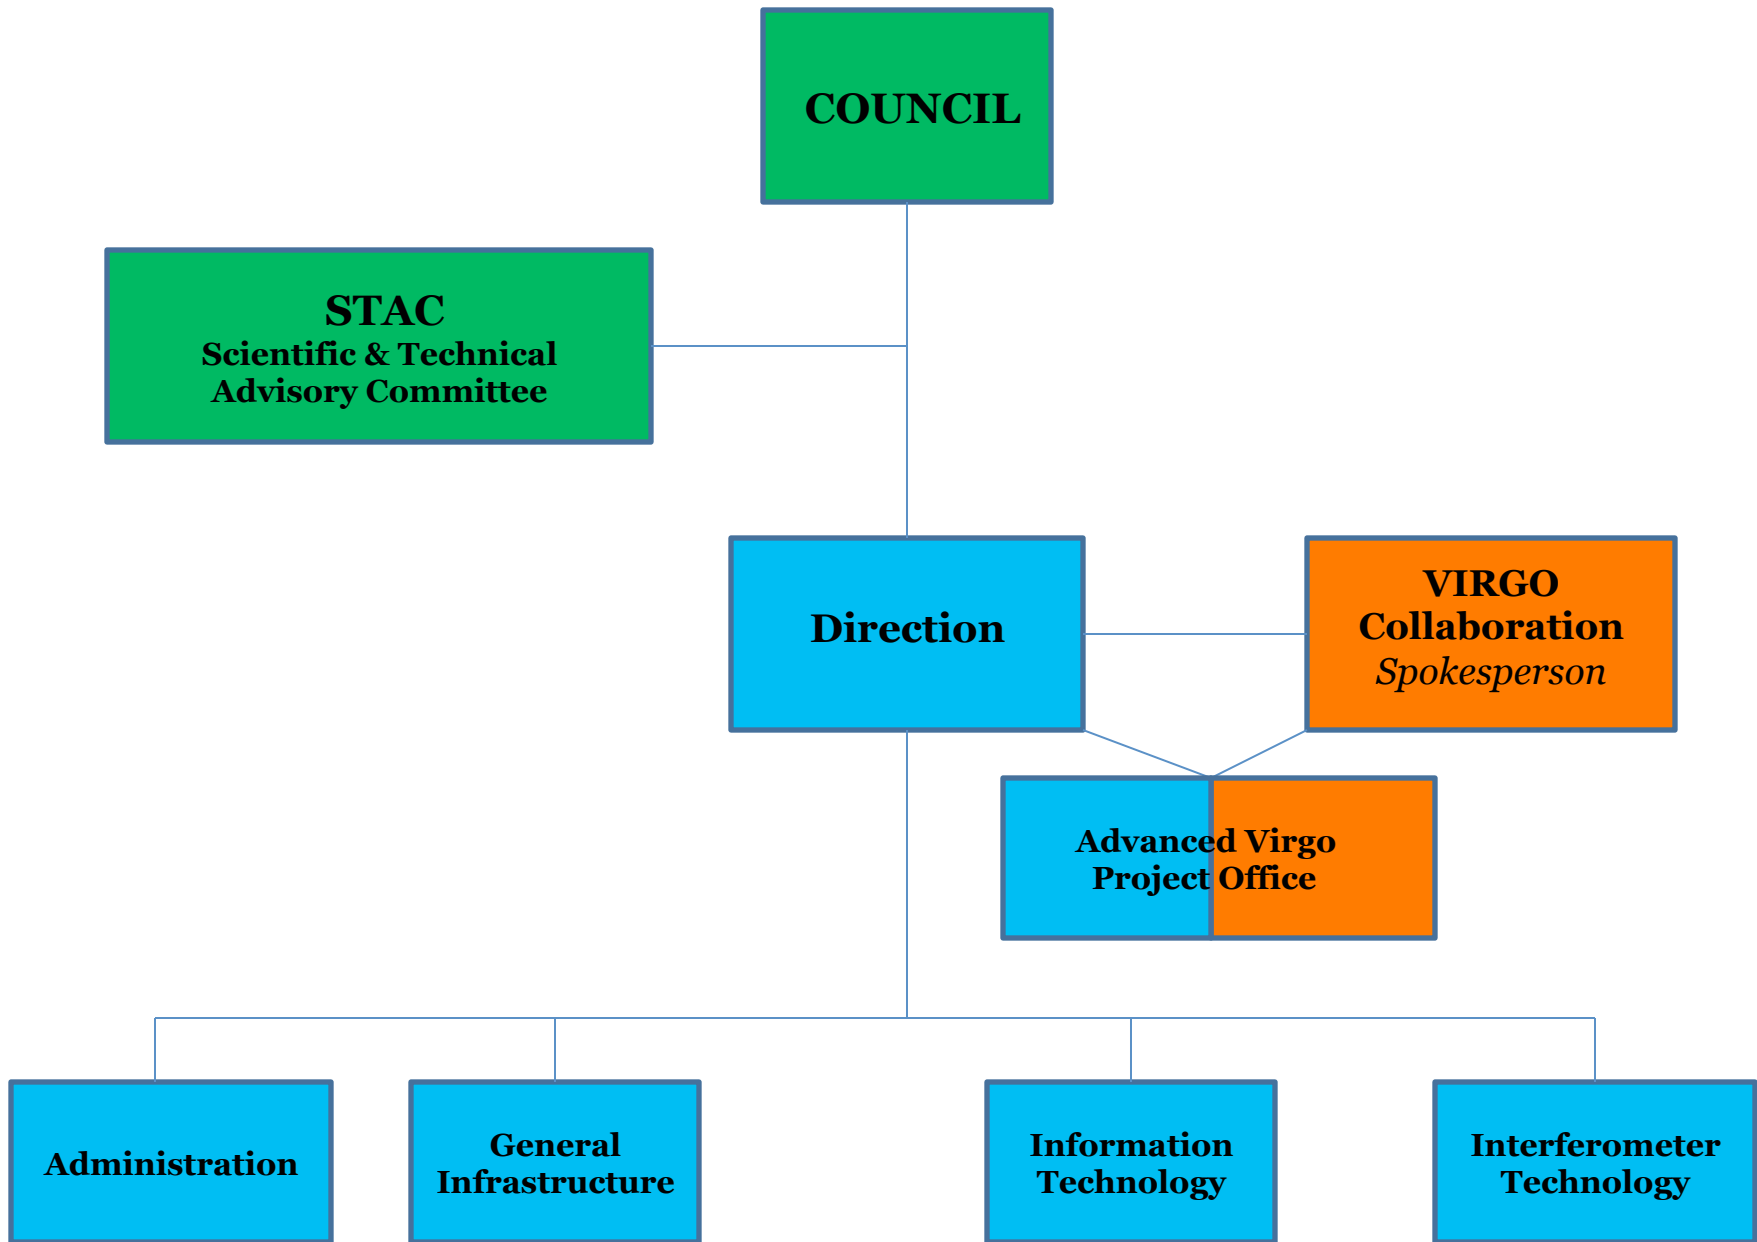 COUNCIL
STAC
Scientific & Technical
Advisory Committee
Direction
VIRGO
Collaboration
Spokesperson
Advanced Virgo
Project Office
Administration
General
Infrastructure
Information
Technology
Interferometer
Technology